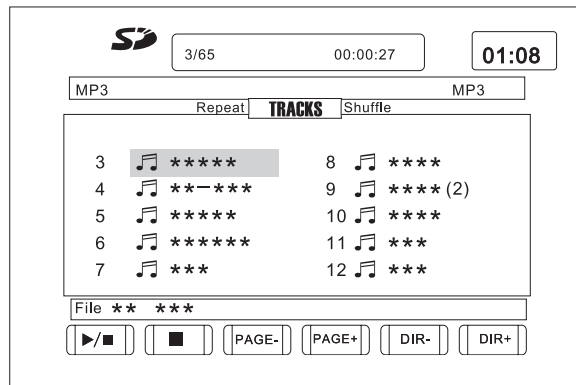 SD
3/65 00:00:27
01:08
MP3 MP3
Repeat TRACKS Shuffle
3 ***** 8 ****
4 **-*** 9 ****(2)
5 ***** 10 ****
6 ****** 11 ***
7 *** 12 ***
File ** ***
▶/■ ■ PAGE- PAGE+ DIR- DIR+